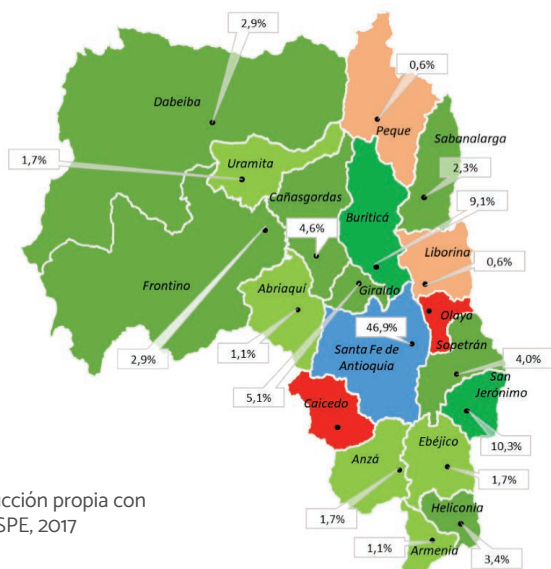 2,9%
0,6%
Dabeiba
Peque
Sabanalarga
1,7%
Uramita
2,3%
Cañasgordas
Buriticá
9,1%
4,6%
Liborina
Frontino
Abriaquí
Giraldo
0,6%
Olaya
46,9%
Sopetrán
Santa Fe de
Antioquia
2,9%
1,1%
4,0%
San
Jerónimo
5,1%
Caicedo
10,3%
Ebéjico
Anzá
1,7%
ucción propia con
SPE, 2017
1,7%
Heliconia
1,1%
Armenia
3,4%